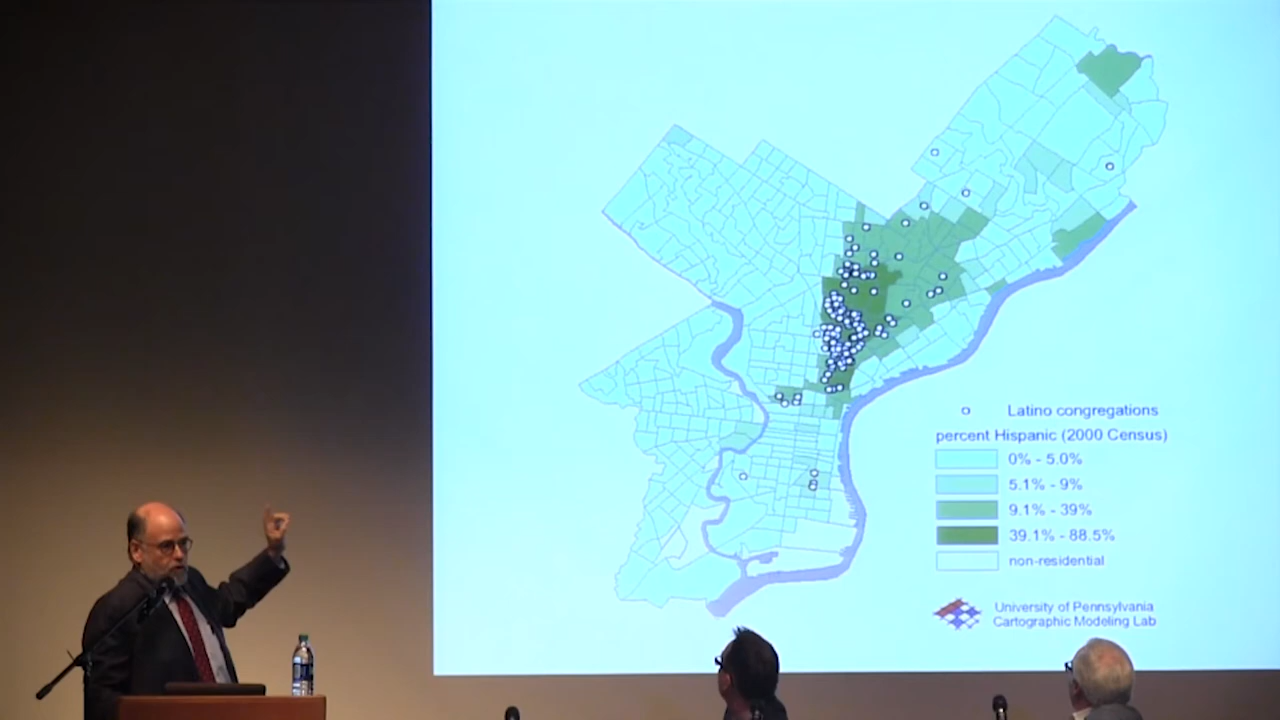 Latino congregations
percent Hispanic (2000 Census)
0% - 5.0%
5.1% - 9%
9.1% - 39%
39.1% - 88.5%
non-residential
University of Pennsylvania
Cartographic Modeling Lab